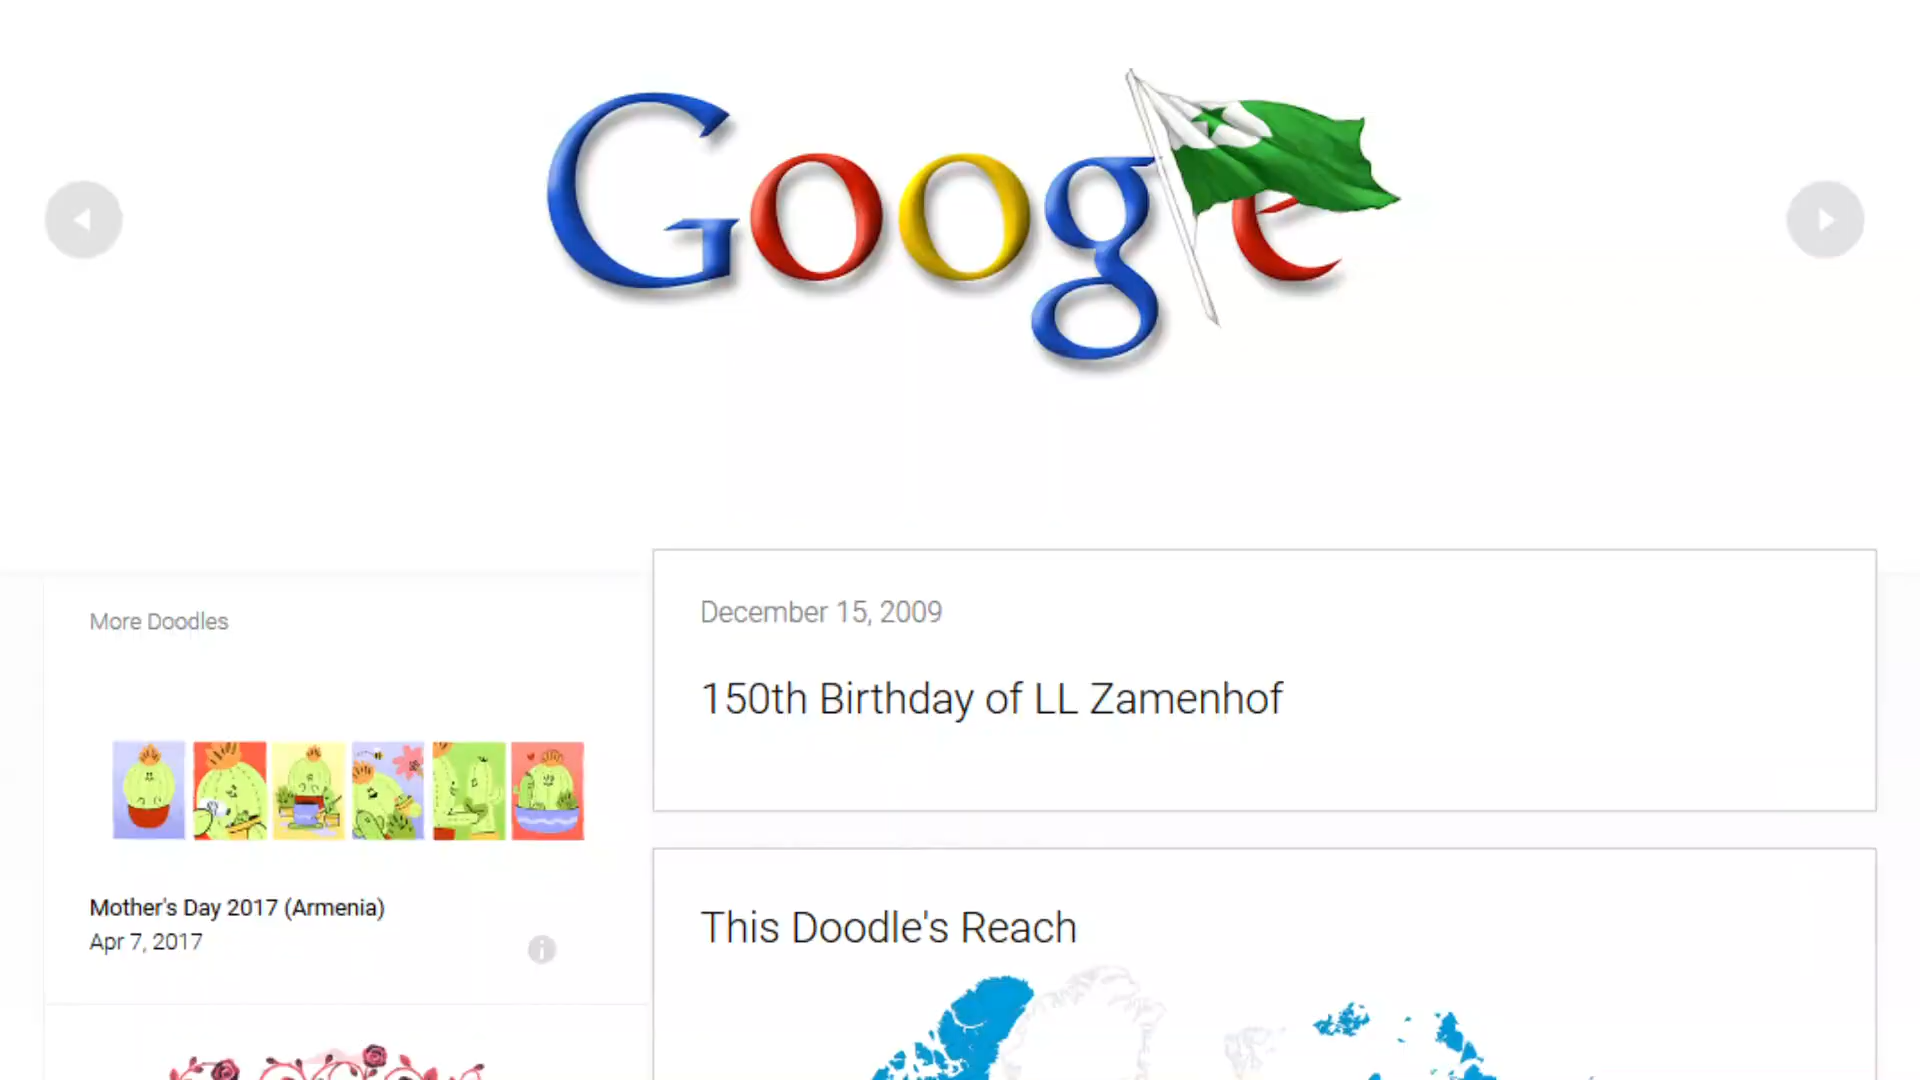 Google
December 15, 2009
150th Birthday of LL Zamenhof
More Doodles
Mother's Day 2017 (Armenia)
Apr 7, 2017
This Doodle's Reach